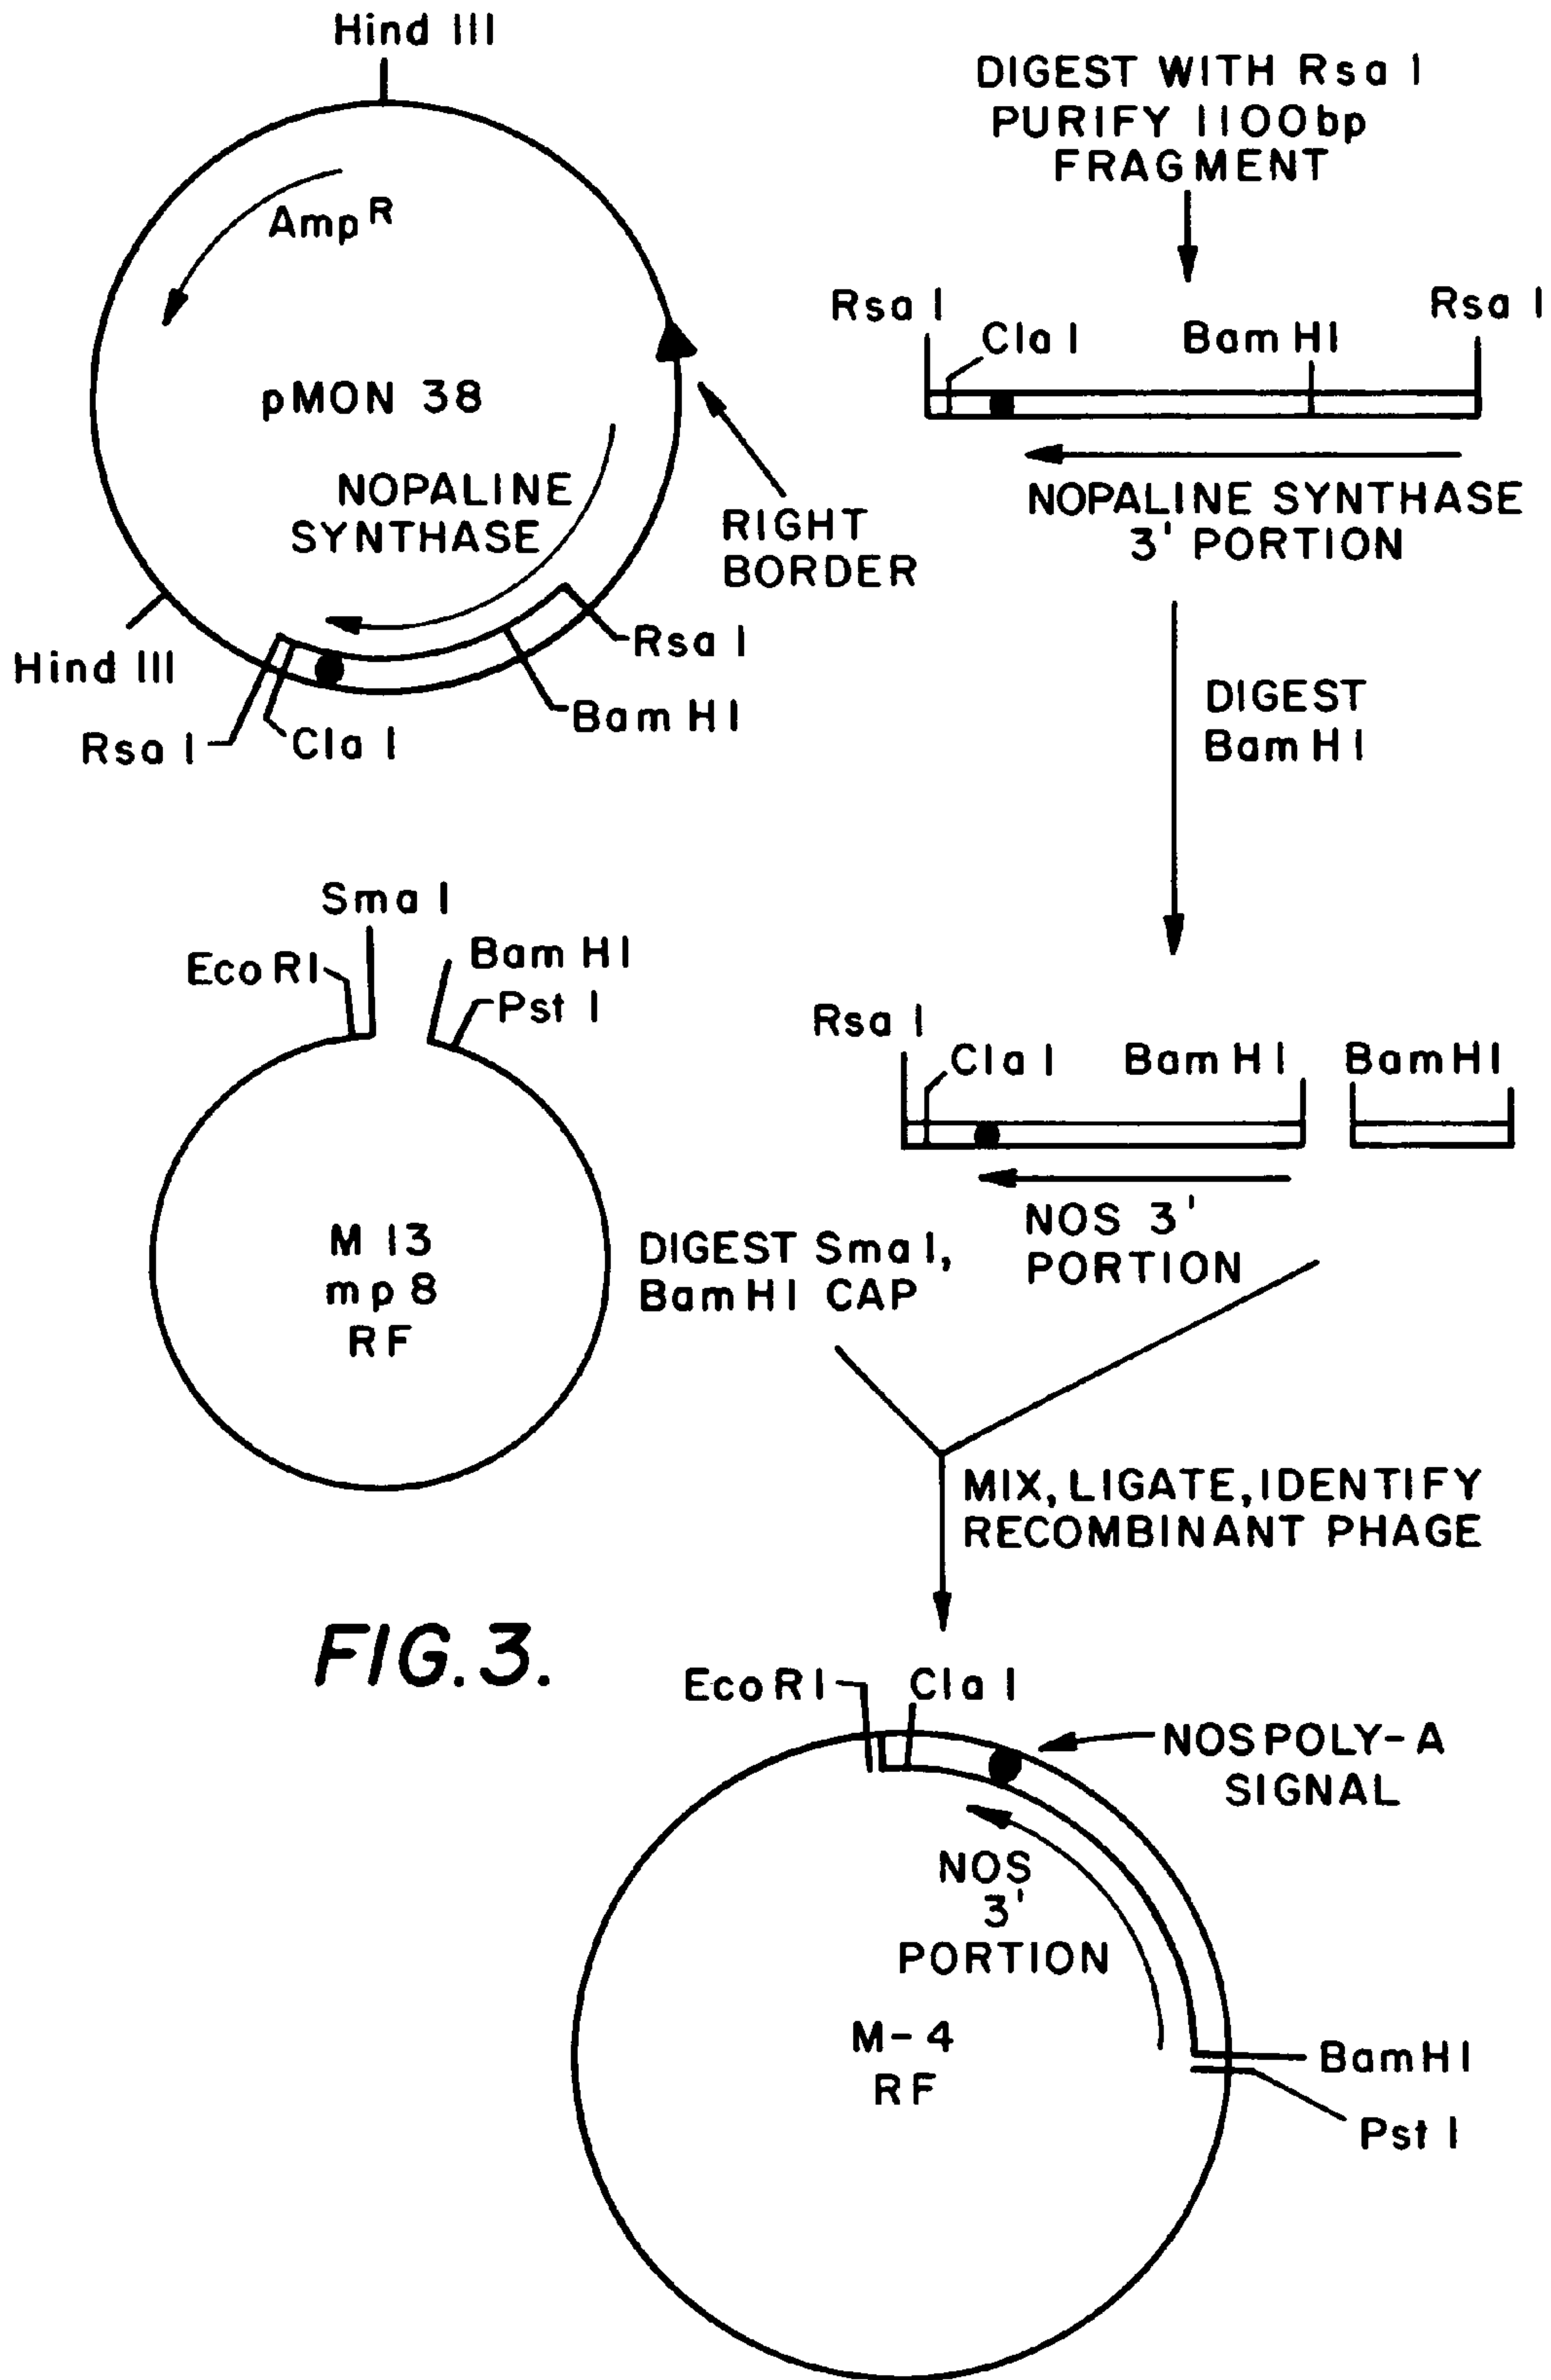 Hind III
Amp R
pMON 38
NOPALINE
SYNTHASE
RIGHT
BORDER
Hind III
Rsa I
Bam HI
Rsa I
Cla I
DIGEST WITH Rsa I
PURIFY 1100bp
FRAGMENT
Rsa I
Rsa I
Cla I
Bam HI
NOPALINE SYNTHASE
3' PORTION
DIGEST
Bam HI
Sma I
Eco RI
Bam HI
Pst I
M 13
mp 8
RF
Rsa I
Cla I
Bam HI
BamHI
NOS 3'
PORTION
DIGEST Sma I,
BamHI CAP
MIX, LIGATE, IDENTIFY
RECOMBINANT PHAGE
FIG. 3.
Eco RI
Cla I
NOS POLY-A
SIGNAL
NOS
3'
PORTION
M-4
RF
BamHI
Pst I